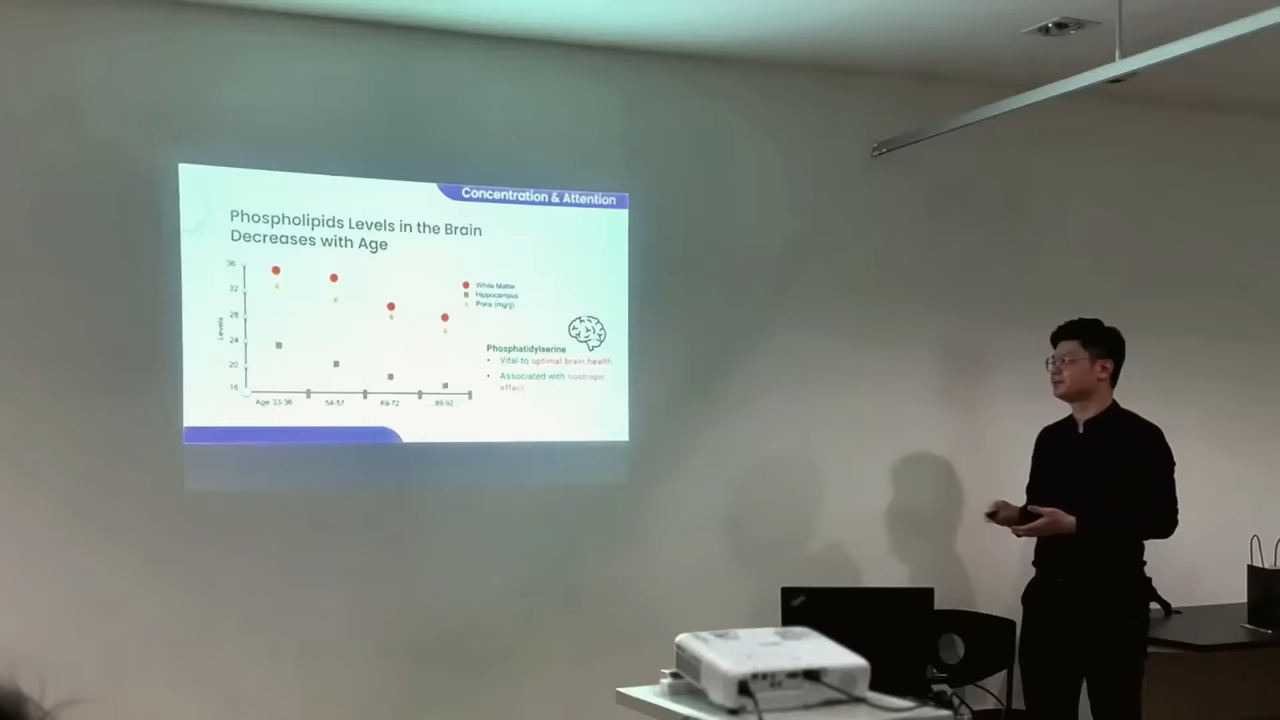 Concentration & Attention
Phospholipids Levels in the Brain
Decreases with Age
36
32
28
24
20
16
Levels
Age 33-36
54-57
69-72
89-92
White Matter
Hippocampus
Pons (mg/g)
Phosphatidylserine
• Vital to optimal brain health
• Associated with nootropic
effect